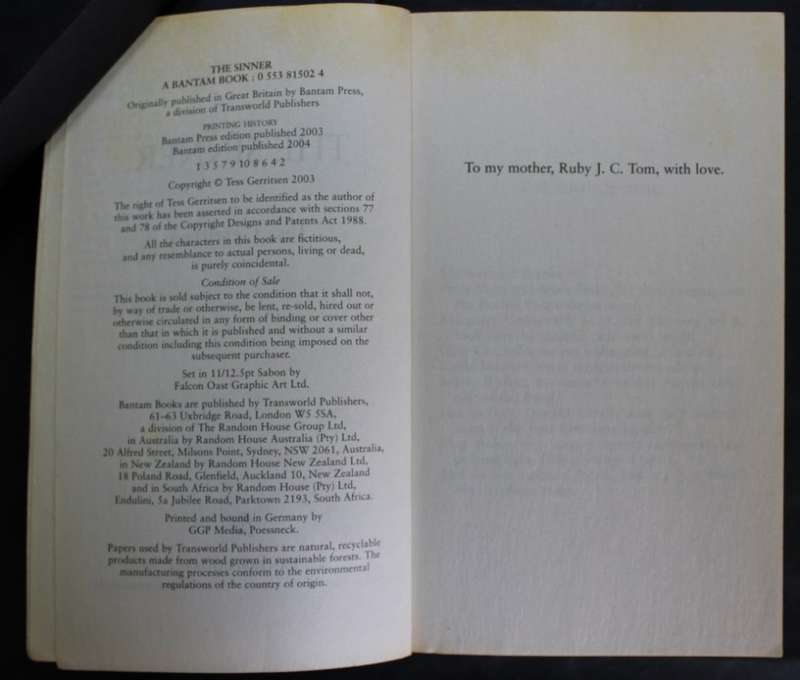 THE SINNER
A BANTAM BOOK : 0 553 81502 4
Originally published in Great Britain by Bantam Press,
a division of Transworld Publishers
PRINTING HISTORY
Bantam Press edition published 2003
Bantam edition published 2004
1 3 5 7 9 10 8 6 4 2
Copyright © Tess Gerritsen 2003
The right of Tess Gerritsen to be identified as the author of
this work has been asserted in accordance with sections 77
and 78 of the Copyright Designs and Patents Act 1988.
All the characters in this book are fictitious,
and any resemblance to actual persons, living or dead,
is purely coincidental.
Condition of Sale
This book is sold subject to the condition that it shall not,
by way of trade or otherwise, be lent, re-sold, hired out or
otherwise circulated in any form of binding or cover other
than that in which it is published and without a similar
condition including this condition being imposed on the
subsequent purchaser.
Set in 11/12.5pt Sabon by
Falcon Oast Graphic Art Ltd.
Bantam Books are published by Transworld Publishers,
61–63 Uxbridge Road, London W5 5SA,
a division of The Random House Group Ltd,
in Australia by Random House Australia (Pty) Ltd,
20 Alfred Street, Milsons Point, Sydney, NSW 2061, Australia,
in New Zealand by Random House New Zealand Ltd,
18 Poland Road, Glenfield, Auckland 10, New Zealand
and in South Africa by Random House (Pty) Ltd,
Endulini, 5a Jubilee Road, Parktown 2193, South Africa.
Printed and bound in Germany by
GGP Media, Poessneck.
Papers used by Transworld Publishers are natural, recyclable
products made from wood grown in sustainable forests. The
manufacturing processes conform to the environmental
regulations of the country of origin.
To my mother, Ruby J. C. Tom, with love.